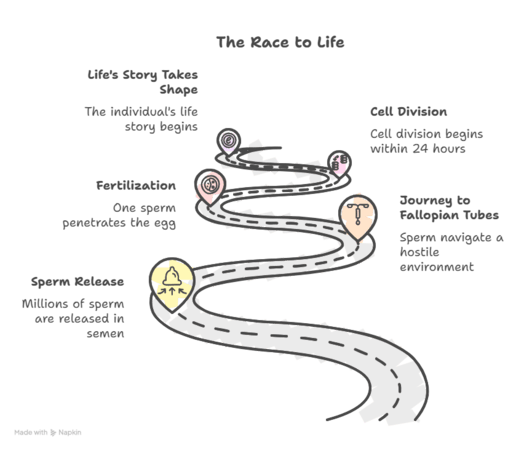 The Race to Life
Life's Story Takes
Shape
The individual's life
story begins
Cell Division
Cell division begins
within 24 hours
Fertilization
One sperm
penetrates the egg
Journey to
Fallopian Tubes
Sperm navigate a
hostile
environment
Sperm Release
Millions of sperm
are released in
semen
Made with Napkin